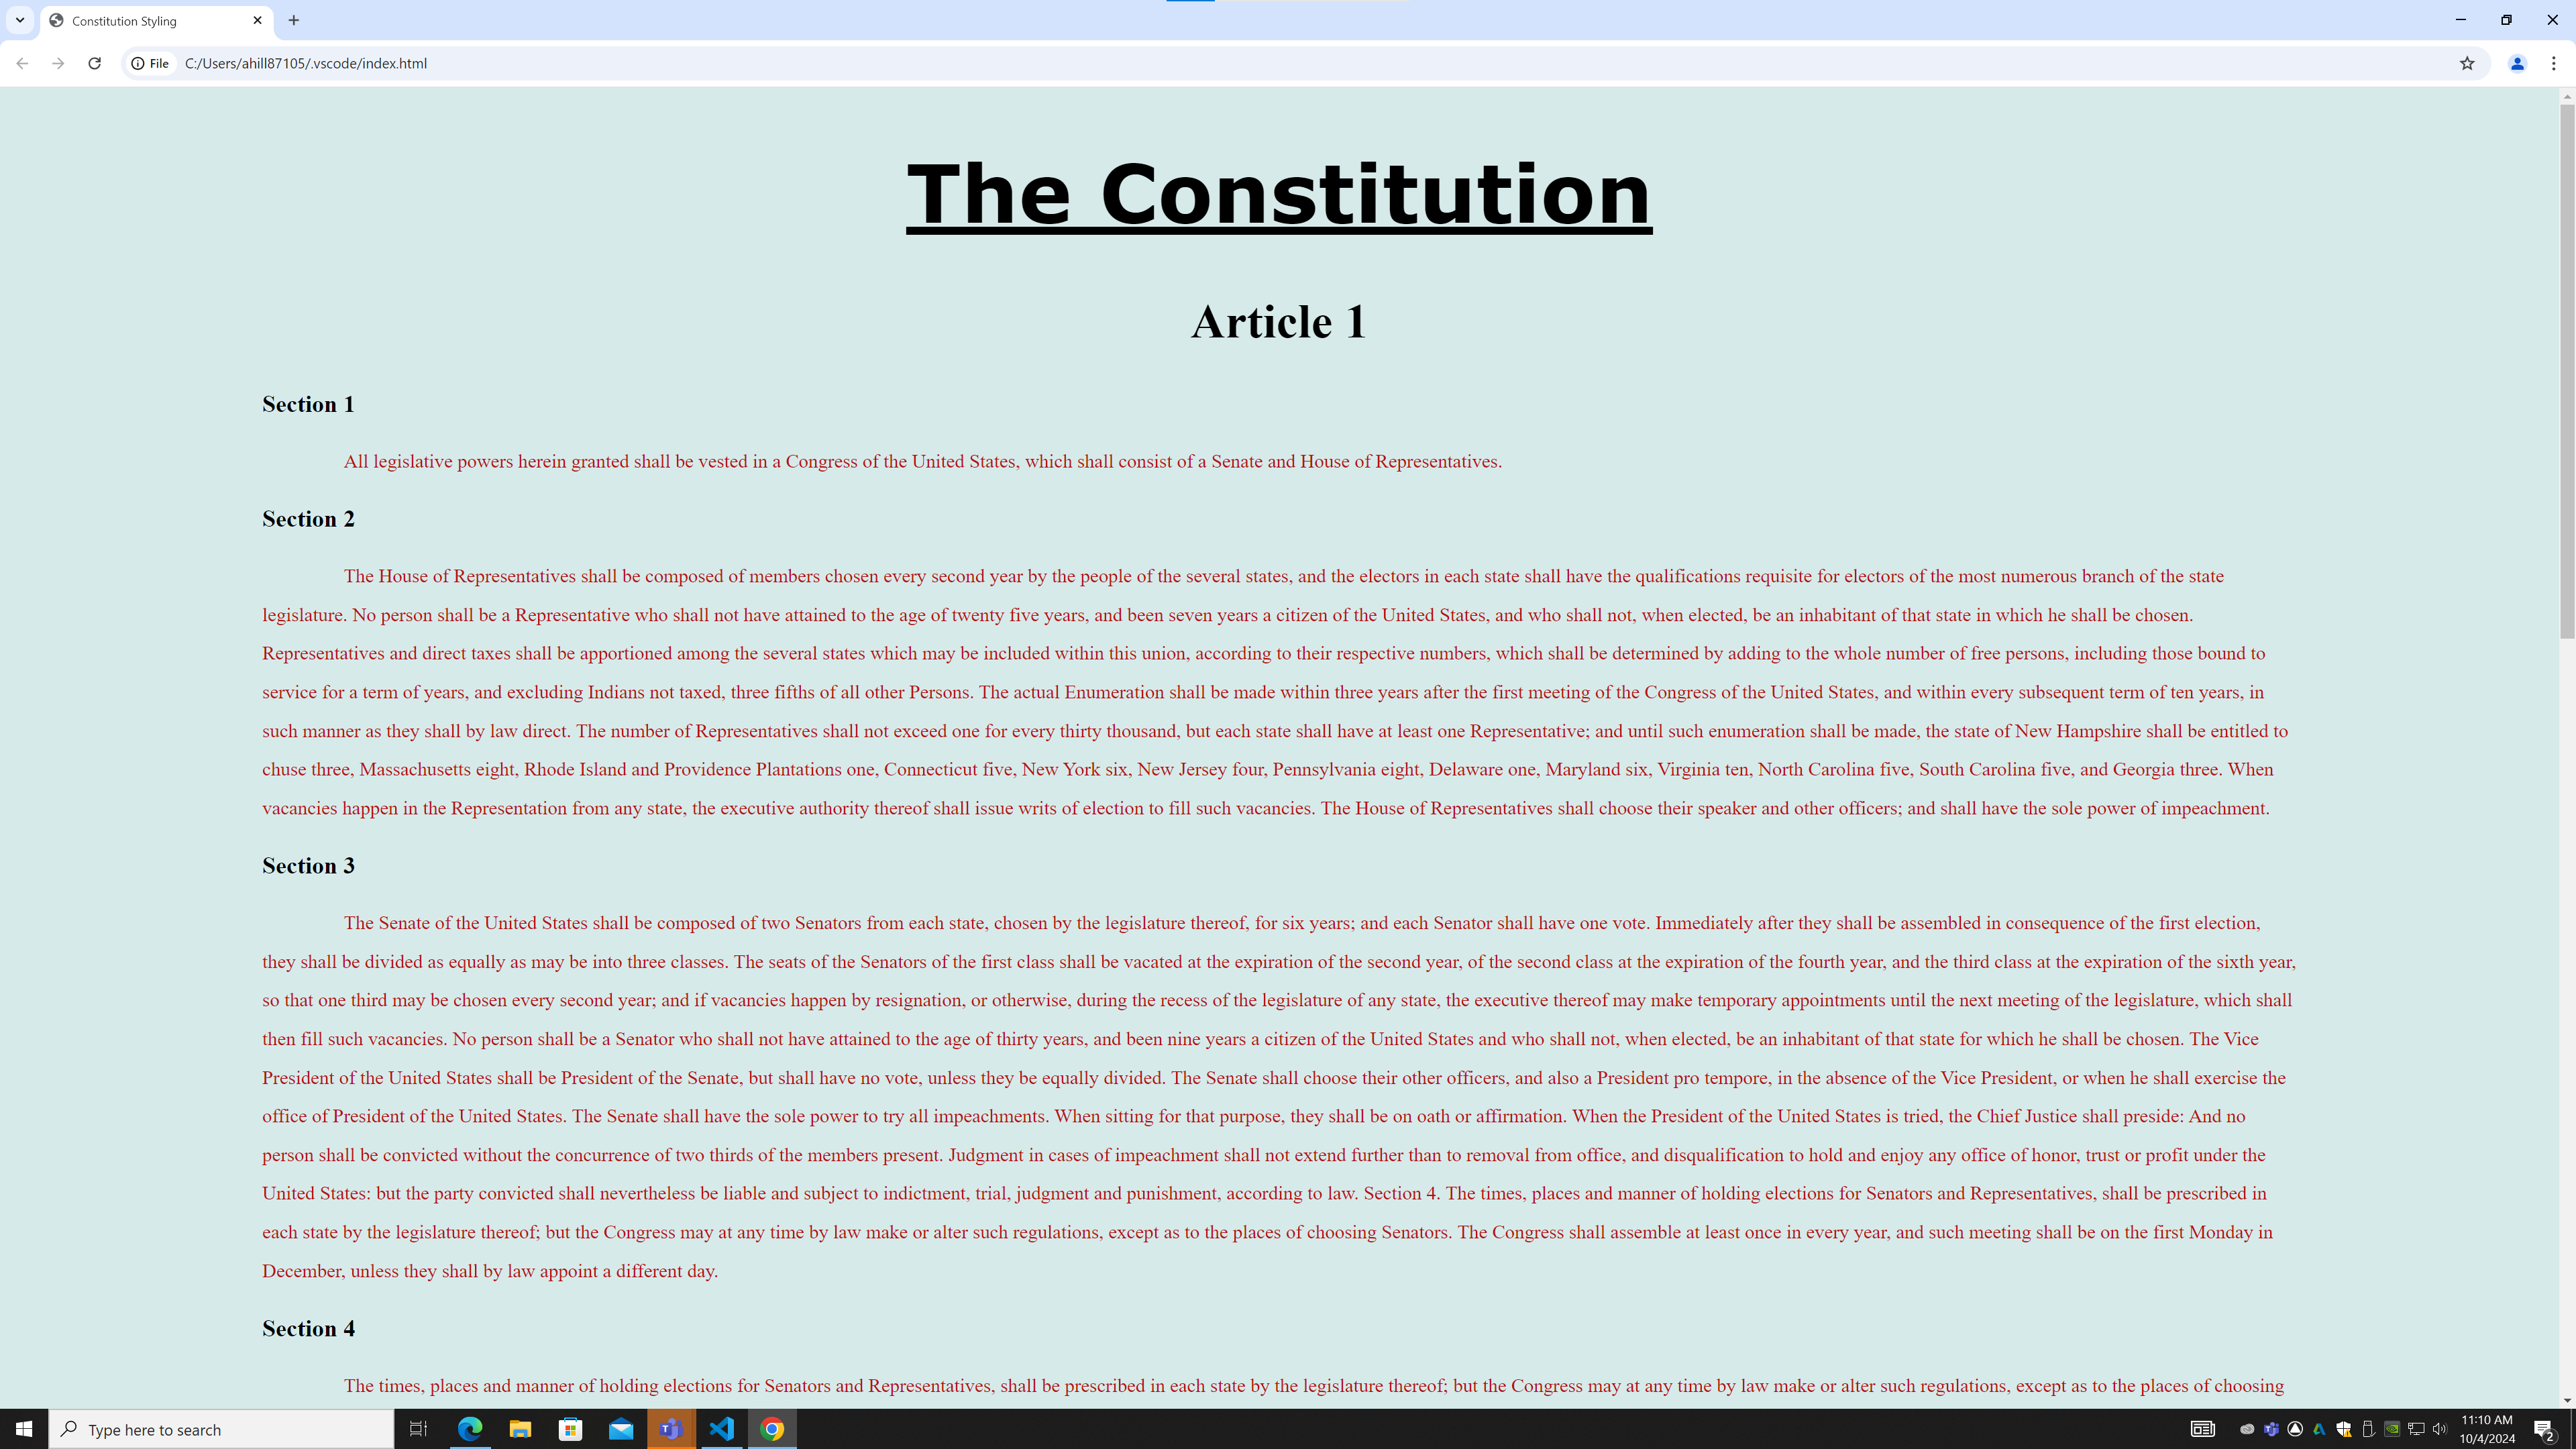 Constitution Styling
File
C:/Users/ahill87105/.vscode/index.html
The Constitution
Article 1
Section 1
All legislative powers herein granted shall be vested in a Congress of the United States, which shall consist of a Senate and House of Representatives.
Section 2
The House of Representatives shall be composed of members chosen every second year by the people of the several states, and the electors in each state shall have the qualifications requisite for electors of the most numerous branch of the state
legislature. No person shall be a Representative who shall not have attained to the age of twenty five years, and been seven years a citizen of the United States, and who shall not, when elected, be an inhabitant of that state in which he shall be chosen.
Representatives and direct taxes shall be apportioned among the several states which may be included within this union, according to their respective numbers, which shall be determined by adding to the whole number of free persons, including those bound to
service for a term of years, and excluding Indians not taxed, three fifths of all other Persons. The actual Enumeration shall be made within three years after the first meeting of the Congress of the United States, and within every subsequent term of ten years, in
such manner as they shall by law direct. The number of Representatives shall not exceed one for every thirty thousand, but each state shall have at least one Representative; and until such enumeration shall be made, the state of New Hampshire shall be entitled to
chuse three, Massachusetts eight, Rhode Island and Providence Plantations one, Connecticut five, New York six, New Jersey four, Pennsylvania eight, Delaware one, Maryland six, Virginia ten, North Carolina five, South Carolina five, and Georgia three. When
vacancies happen in the Representation from any state, the executive authority thereof shall issue writs of election to fill such vacancies. The House of Representatives shall choose their speaker and other officers; and shall have the sole power of impeachment.
Section 3
The Senate of the United States shall be composed of two Senators from each state, chosen by the legislature thereof, for six years; and each Senator shall have one vote. Immediately after they shall be assembled in consequence of the first election,
they shall be divided as equally as may be into three classes. The seats of the Senators of the first class shall be vacated at the expiration of the second year, of the second class at the expiration of the fourth year, and the third class at the expiration of the sixth year,
so that one third may be chosen every second year; and if vacancies happen by resignation, or otherwise, during the recess of the legislature of any state, the executive thereof may make temporary appointments until the next meeting of the legislature, which shall
then fill such vacancies. No person shall be a Senator who shall not have attained to the age of thirty years, and been nine years a citizen of the United States and who shall not, when elected, be an inhabitant of that state for which he shall be chosen. The Vice
President of the United States shall be President of the Senate, but shall have no vote, unless they be equally divided. The Senate shall choose their other officers, and also a President pro tempore, in the absence of the Vice President, or when he shall exercise the
office of President of the United States. The Senate shall have the sole power to try all impeachments. When sitting for that purpose, they shall be on oath or affirmation. When the President of the United States is tried, the Chief Justice shall preside: And no
person shall be convicted without the concurrence of two thirds of the members present. Judgment in cases of impeachment shall not extend further than to removal from office, and disqualification to hold and enjoy any office of honor, trust or profit under the
United States: but the party convicted shall nevertheless be liable and subject to indictment, trial, judgment and punishment, according to law. Section 4. The times, places and manner of holding elections for Senators and Representatives, shall be prescribed in
each state by the legislature thereof; but the Congress may at any time by law make or alter such regulations, except as to the places of choosing Senators. The Congress shall assemble at least once in every year, and such meeting shall be on the first Monday in
December, unless they shall by law appoint a different day.
Section 4
The times, places and manner of holding elections for Senators and Representatives, shall be prescribed in each state by the legislature thereof; but the Congress may at any time by law make or alter such regulations, except as to the places of choosing
Type here to search
11:10 AM
10/4/2024
2